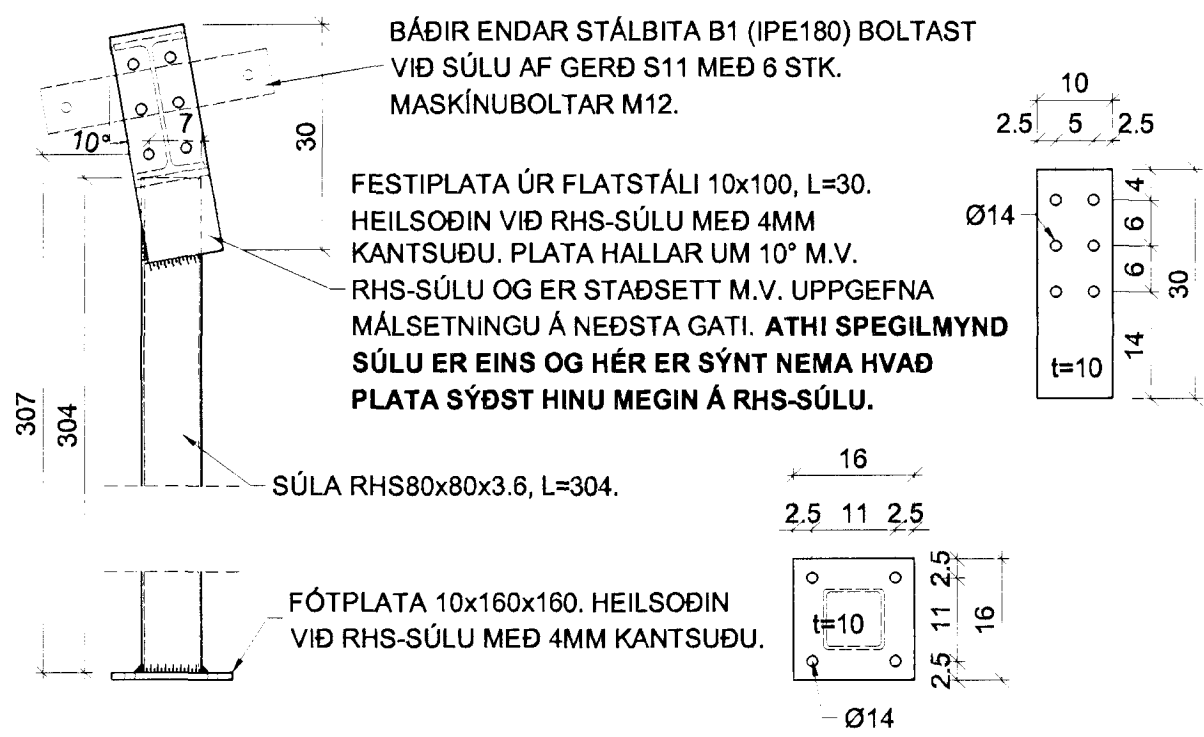 BÁÐIR ENDAR STÁLBITA B1 (IPE180) BOLTAST
VIÐ SÚLU AF GERÐ S11 MEÐ 6 STK.
MASKÍNUBOLTAR M12.
10°
7
30
FESTIPLATA ÚR FLATSTÁLI 10x100, L=30.
HEILSOÐIN VIÐ RHS-SÚLU MEÐ 4MM
KANTSUÐU. PLATA HALLAR UM 10° M.V.
RHS-SÚLU OG ER STAÐSETT M.V. UPPGEFNA
MÁLSETNINGU Á NEÐSTA GATI. ATH! SPEGILMYND
SÚLU ER EINS OG HÉR ER SÝNT NEMA HVAÐ
PLATA SÝÐST HINU MEGIN Á RHS-SÚLU.
307
304
SÚLA RHS80x80x3.6, L=304.
FÓTPLATA 10x160x160. HEILSOÐIN
VIÐ RHS-SÚLU MEÐ 4MM KANTSUÐU.
10
2.5 5 2.5
Ø14
4
6
6
14
30
t=10
16
2.5 11 2.5
2.5
11
2.5
16
t=10
Ø14